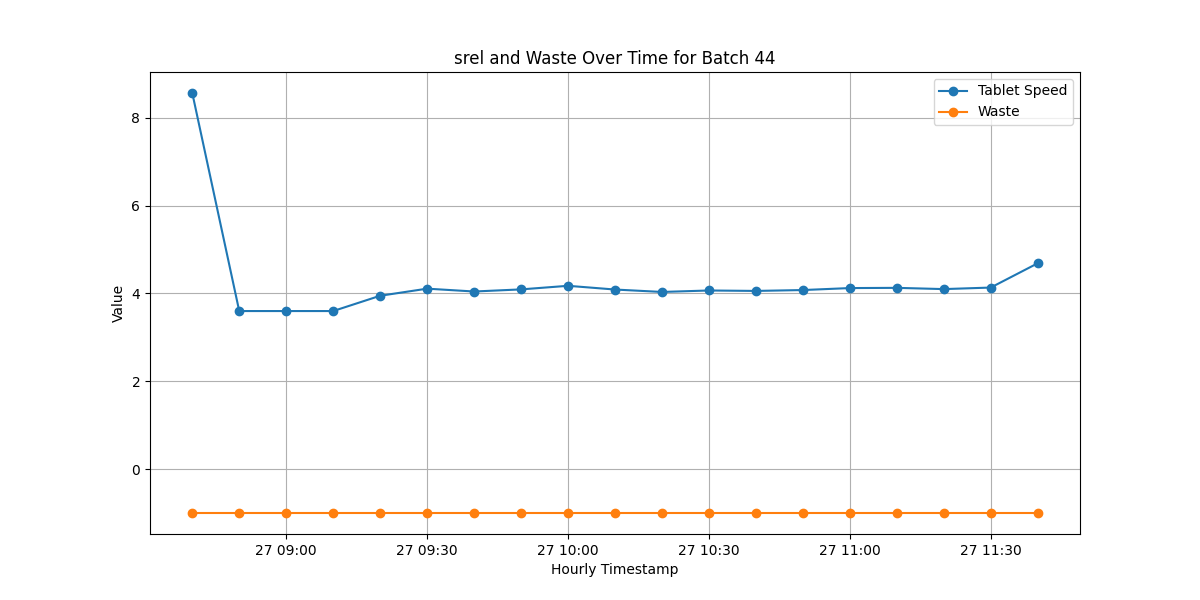 srel and Waste Over Time for Batch 44
Tablet Speed
Waste
Value
8
6
4
2
0
27 09:00
27 09:30
27 10:00
27 10:30
27 11:00
27 11:30
Hourly Timestamp